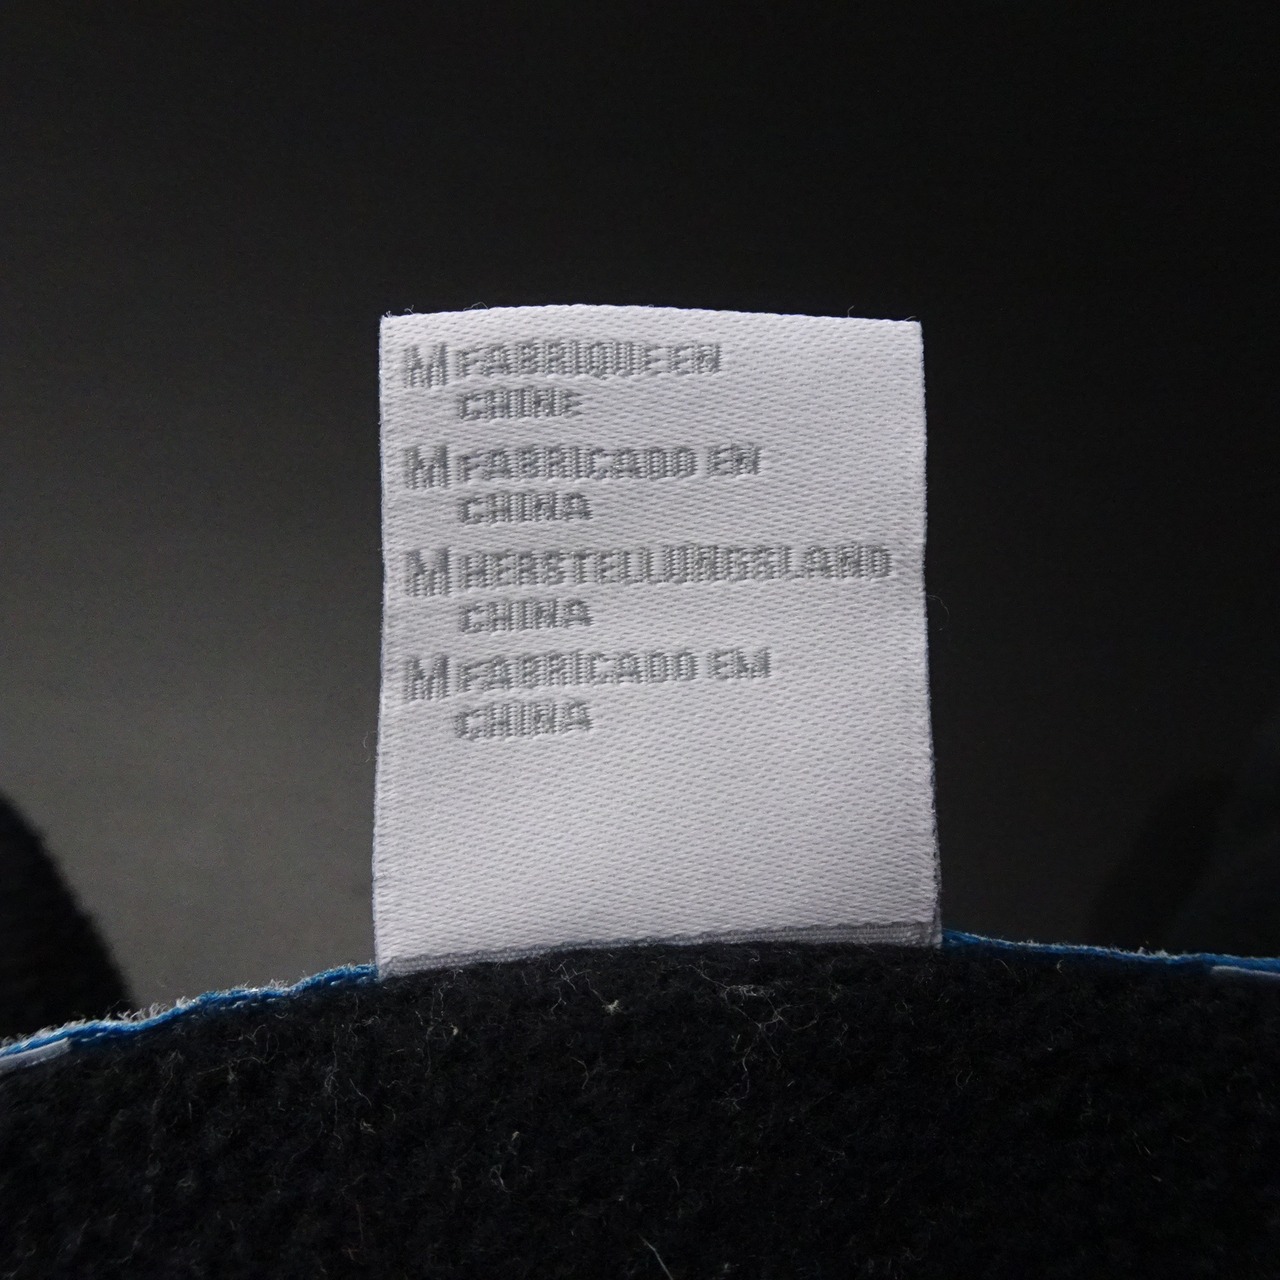 M FABRIQUE EN
CHINE
M FABRICADO EN
CHINA
M HERSTELLUNGSLAND
CHINA
M FABRICADO EM
CHINA